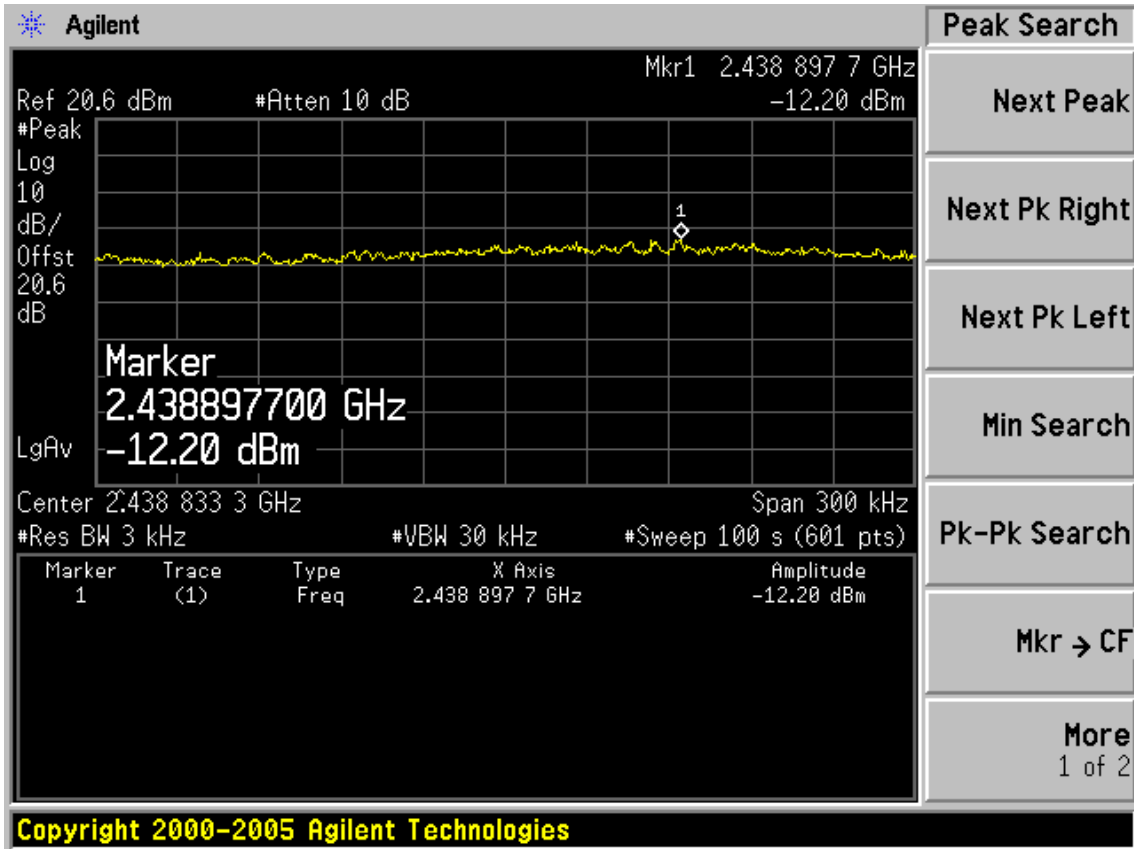 Agilent
Peak Search
Mkr1 2.438 897 7 GHz
Ref 20.6 dBm #Atten 10 dB -12.20 dBm
#Peak
Log
10
dB/
Offst
20.6
dB
1
Marker
2.438897700 GHz
-12.20 dBm
LgAv
Center 2.438 833 3 GHz Span 300 kHz
#Res BW 3 kHz #VBW 30 kHz #Sweep 100 s (601 pts)
Marker Trace Type X Axis Amplitude
1 (1) Freq 2.438 897 7 GHz -12.20 dBm
Next Peak
Next Pk Right
Next Pk Left
Min Search
Pk-Pk Search
Mkr → CF
More
1 of 2
Copyright 2000-2005 Agilent Technologies